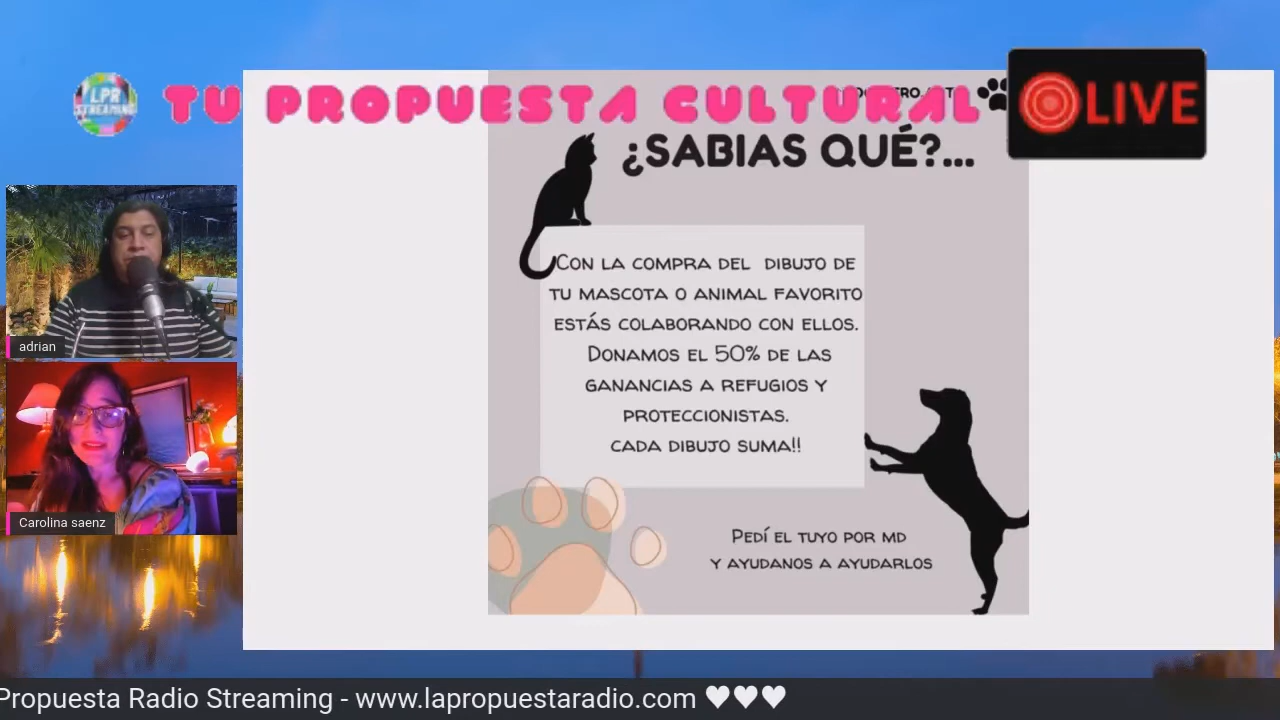 LPR
STREAMING
TU PROPUESTA CULTURAL
LIVE
¿SABIAS QUÉ?...
CON LA COMPRA DEL DIBUJO DE
TU MASCOTA O ANIMAL FAVORITO
ESTÁS COLABORANDO CON ELLOS.
DONAMOS EL 50% DE LAS
GANANCIAS A REFUGIOS Y
PROTECCIONISTAS.
CADA DIBUJO SUMA!!
PEDÍ EL TUYO POR MD
Y AYUDANOS A AYUDARLOS
adrian
Carolina saenz
Propuesta Radio Streaming - www.lapropuestaradio.com ♥♥♥